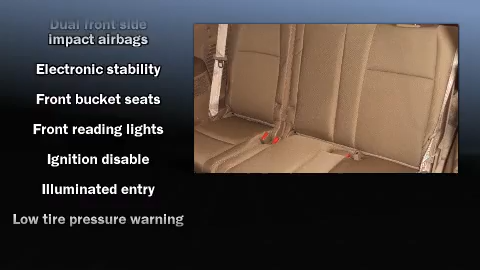 Dual front side
impact airbags
Electronic stability
Front bucket seats
Front reading lights
Ignition disable
Illuminated entry
Low tire pressure warning